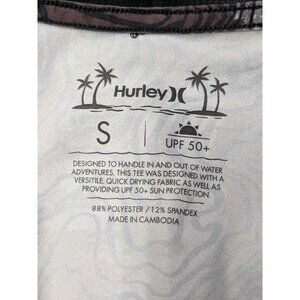 Hurley
S
UPF 50+
DESIGNED TO HANDLE IN AND OUT OF WATER
ADVENTURES, THIS TEE WAS DESIGNED WITH A
VERSITILE, QUICK DRYING FABRIC AS WELL AS
PROVIDING UPF 50+ SUN PROTECTION.
88% POLYESTER / 12% SPANDEX
MADE IN CAMBODIA